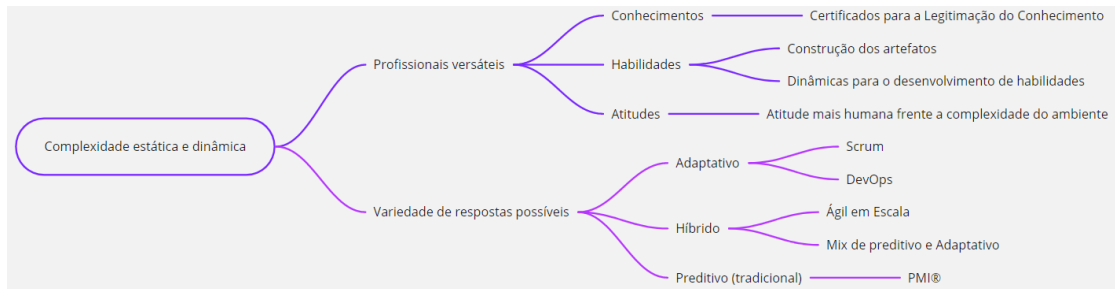 Complexidade estática e dinâmica
Profissionais versáteis
Conhecimentos
Certificados para a Legitimação do Conhecimento
Habilidades
Construção dos artefatos
Dinâmicas para o desenvolvimento de habilidades
Atitudes
Atitude mais humana frente a complexidade do ambiente
Variedade de respostas possíveis
Adaptativo
Scrum
DevOps
Híbrido
Ágil em Escala
Mix de preditivo e Adaptativo
Preditivo (tradicional)
PMI®